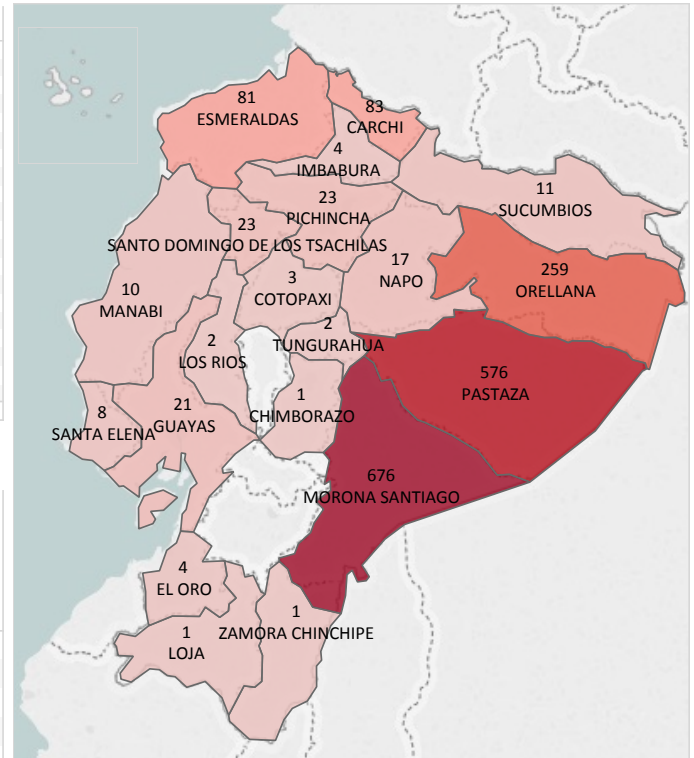 81
ESMERALDAS
83
CARCHI
4
IMBABURA
11
SUCUMBIOS
23
PICHINCHA
23
SANTO DOMINGO DE LOS TSACHILAS
17
NAPO
259
ORELLANA
3
COTOPAXI
10
MANABI
2
LOS RIOS
2
TUNGURAHUA
576
PASTAZA
1
CHIMBORAZO
8
SANTA ELENA
21
GUAYAS
676
MORONA SANTIAGO
4
EL ORO
1
ZAMORA CHINCHIPE
1
LOJA